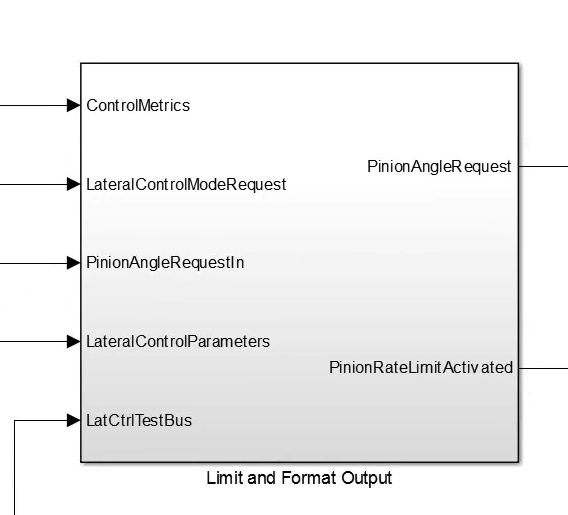 ControlMetrics
LateralControlModeRequest
PinionAngleRequestIn
LateralControlParameters
LatCtrlTestBus
PinionAngleRequest
PinionRateLimitActivated
Limit and Format Output